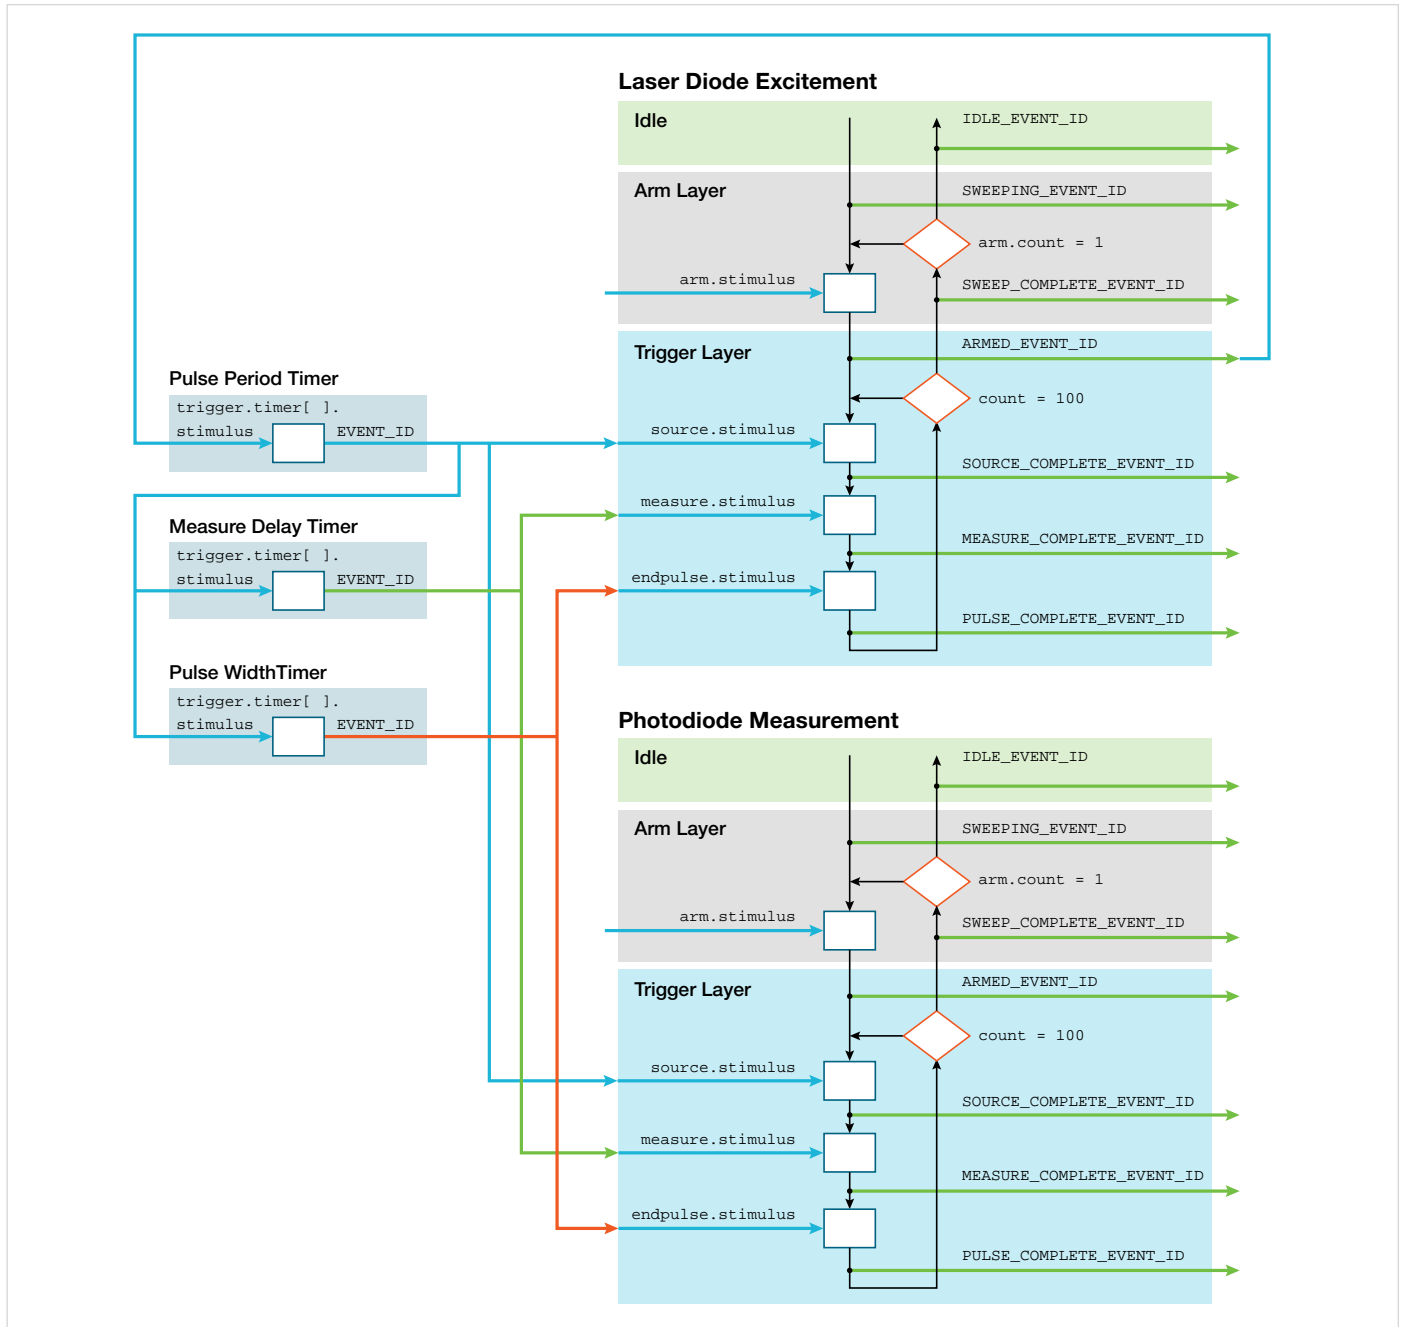 Laser Diode Excitement
Idle
IDLE_EVENT_ID
Arm Layer
SWEEPING_EVENT_ID
arm.count = 1
arm.stimulus
SWEEP_COMPLETE_EVENT_ID
Trigger Layer
ARMED_EVENT_ID
count = 100
source.stimulus
SOURCE_COMPLETE_EVENT_ID
measure.stimulus
MEASURE_COMPLETE_EVENT_ID
endpulse.stimulus
PULSE_COMPLETE_EVENT_ID
Pulse Period Timer
trigger.timer[ ].
stimulus
EVENT_ID
Measure Delay Timer
trigger.timer[ ].
stimulus
EVENT_ID
Pulse WidthTimer
trigger.timer[ ].
stimulus
EVENT_ID
Photodiode Measurement
Idle
IDLE_EVENT_ID
Arm Layer
SWEEPING_EVENT_ID
arm.count = 1
arm.stimulus
SWEEP_COMPLETE_EVENT_ID
Trigger Layer
ARMED_EVENT_ID
count = 100
source.stimulus
SOURCE_COMPLETE_EVENT_ID
measure.stimulus
MEASURE_COMPLETE_EVENT_ID
endpulse.stimulus
PULSE_COMPLETE_EVENT_ID